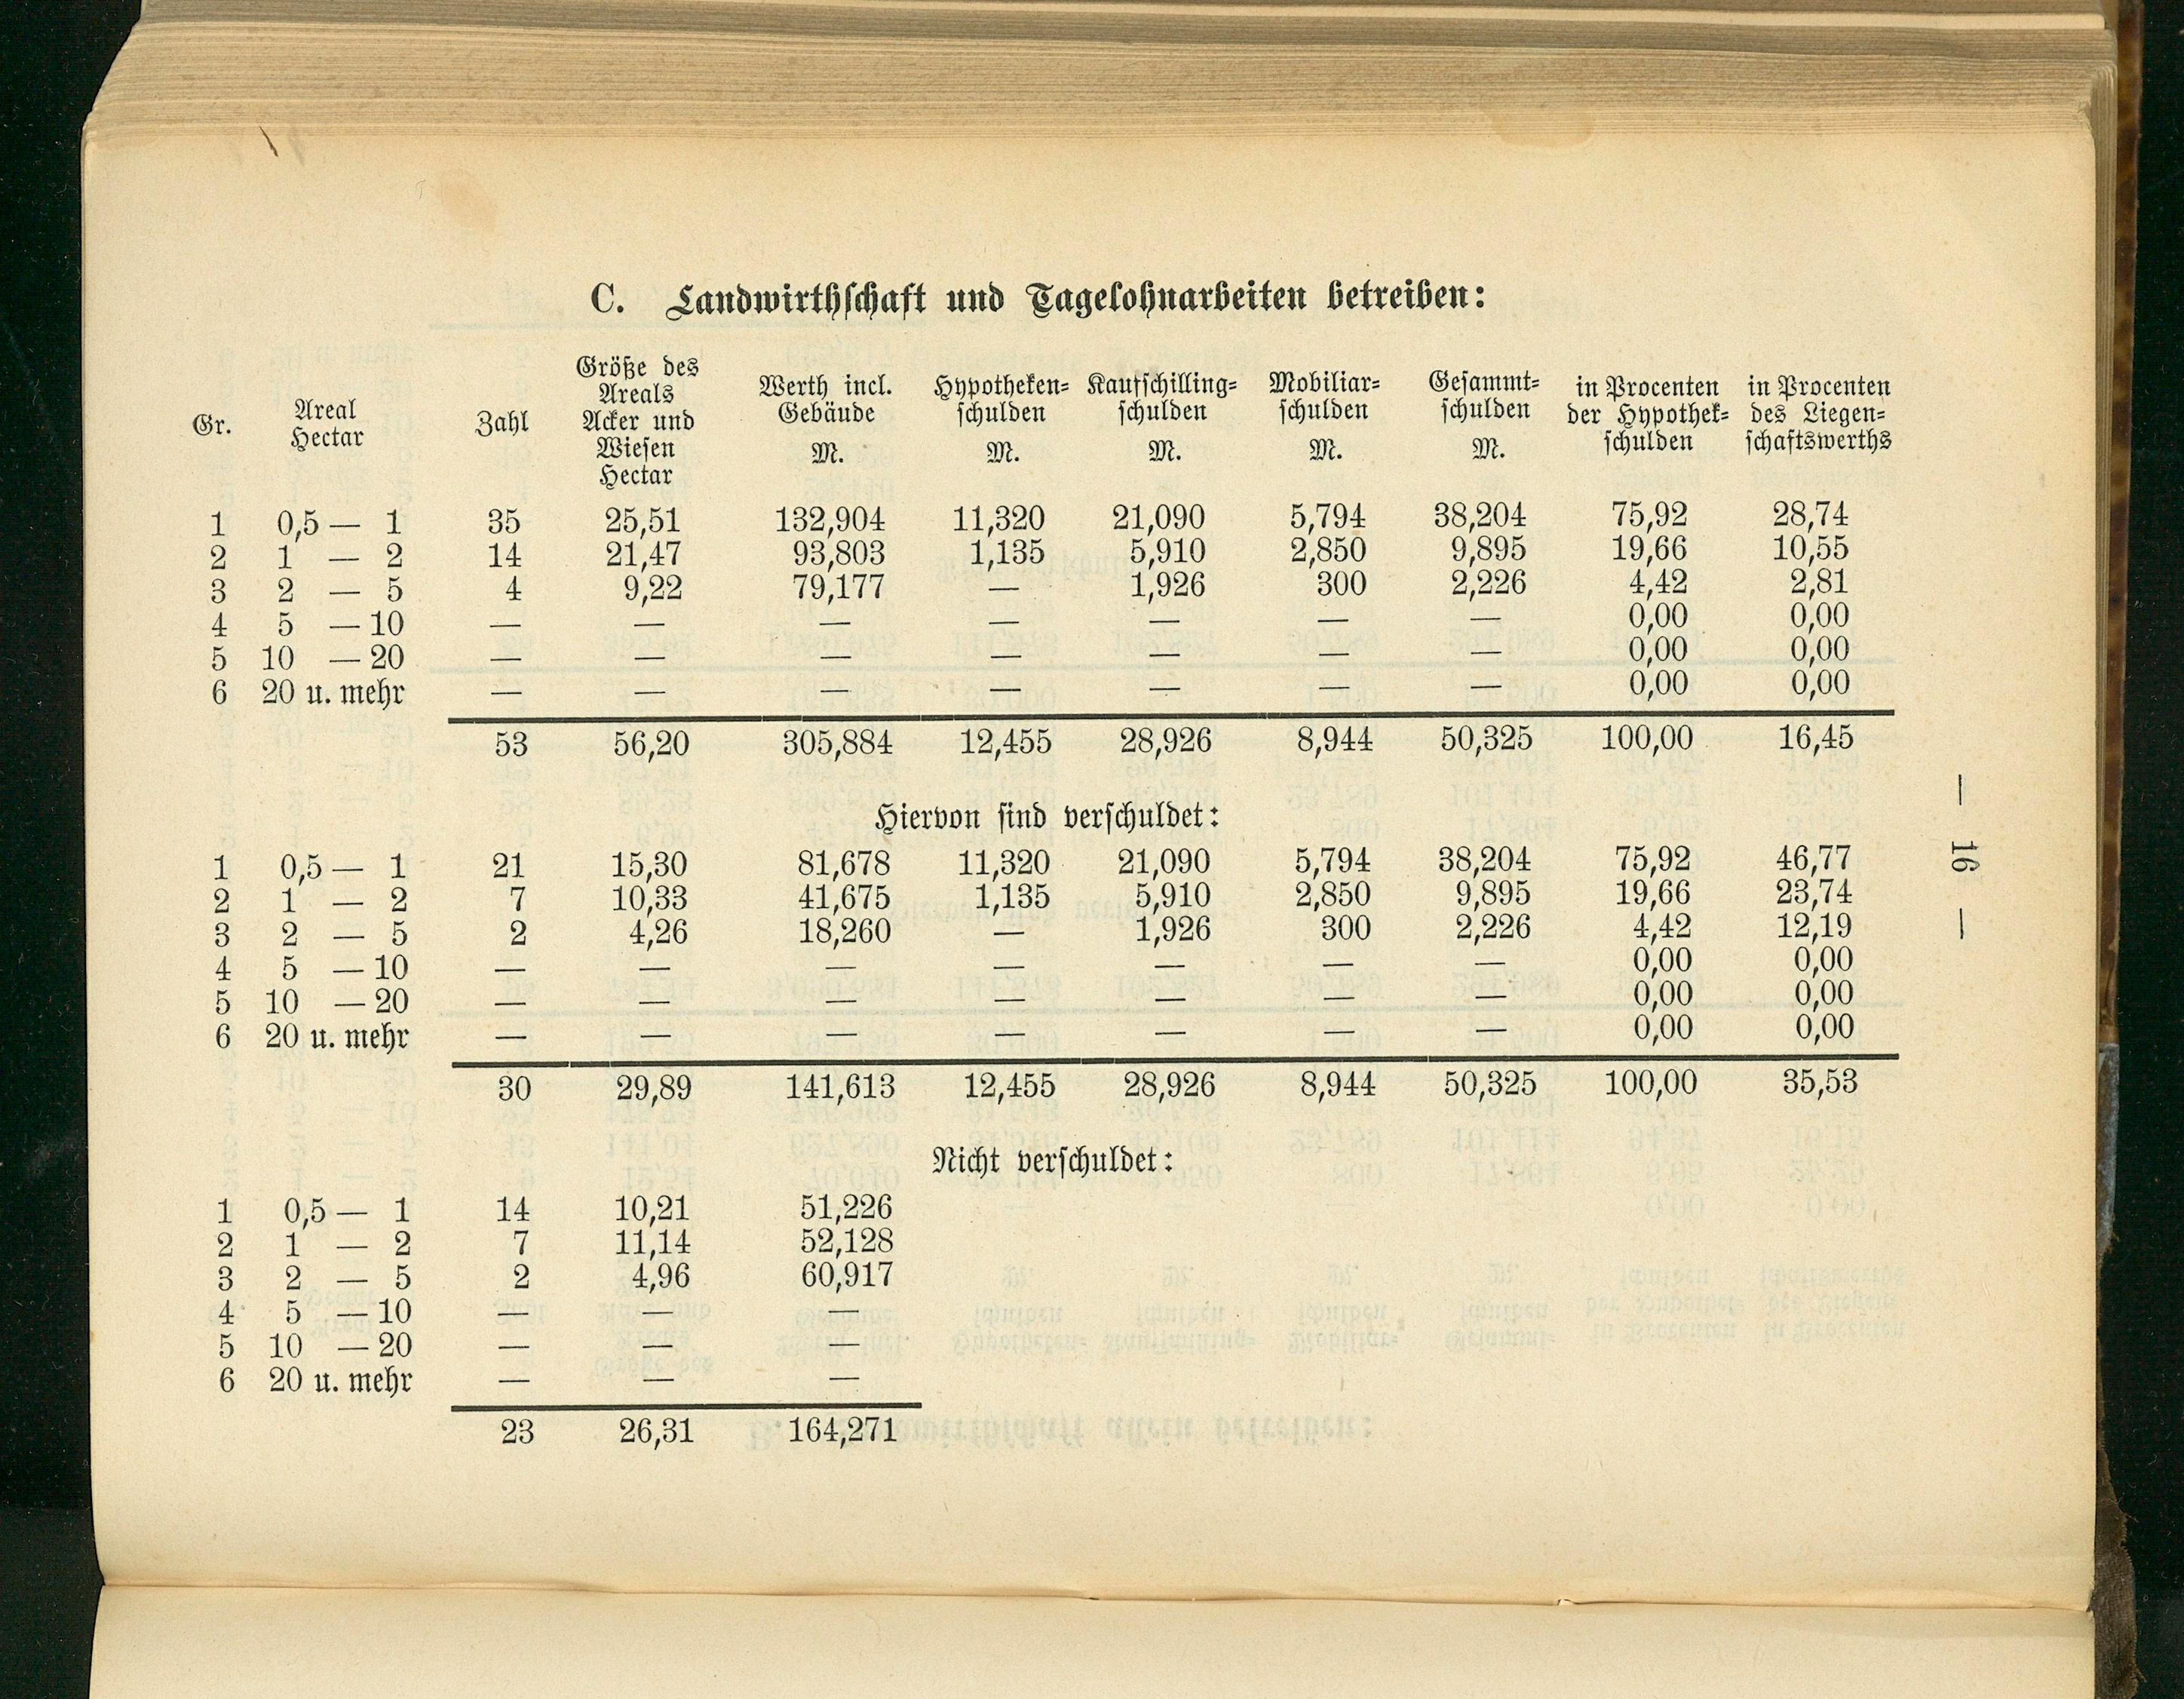 C. Landwirthschaft und Tagelohnarbeiten betreiben:
Gr. Areal Hectar Zahl Größe des Areals Acker und Wiesen Hectar Werth incl. Gebäude M. Hypotheken=schulden M. Kaufschilling=schulden M. Mobiliar=schulden M. Gesammt=schulden M. in Procenten der Hypothek=schulden in Procenten des Liegen=schaftswerths
1 0,5 — 1 35 25,51 132,904 11,320 21,090 5,794 38,204 75,92 28,74
2 1 — 2 14 21,47 93,803 1,135 5,910 2,850 9,895 19,66 10,55
3 2 — 5 4 9,22 79,177 — 1,926 300 2,226 4,42 2,81
4 5 — 10 — — — — — — — 0,00 0,00
5 10 — 20 — — — — — — — 0,00 0,00
6 20 u. mehr — — — — — — — 0,00 0,00
53 56,20 305,884 12,455 28,926 8,944 50,325 100,00 16,45
Hiervon sind verschuldet:
1 0,5 — 1 21 15,30 81,678 11,320 21,090 5,794 38,204 75,92 46,77
2 1 — 2 7 10,33 41,675 1,135 5,910 2,850 9,895 19,66 23,74
3 2 — 5 2 4,26 18,260 — 1,926 300 2,226 4,42 12,19
4 5 — 10 — — — — — — — 0,00 0,00
5 10 — 20 — — — — — — — 0,00 0,00
6 20 u. mehr — — — — — — — 0,00 0,00
30 29,89 141,613 12,455 28,926 8,944 50,325 100,00 35,53
Nicht verschuldet:
1 0,5 — 1 14 10,21 51,226
2 1 — 2 7 11,14 52,128
3 2 — 5 2 4,96 60,917
4 5 — 10 — — —
5 10 — 20 — — —
6 20 u. mehr — — —
23 26,31 164,271
— 16 —